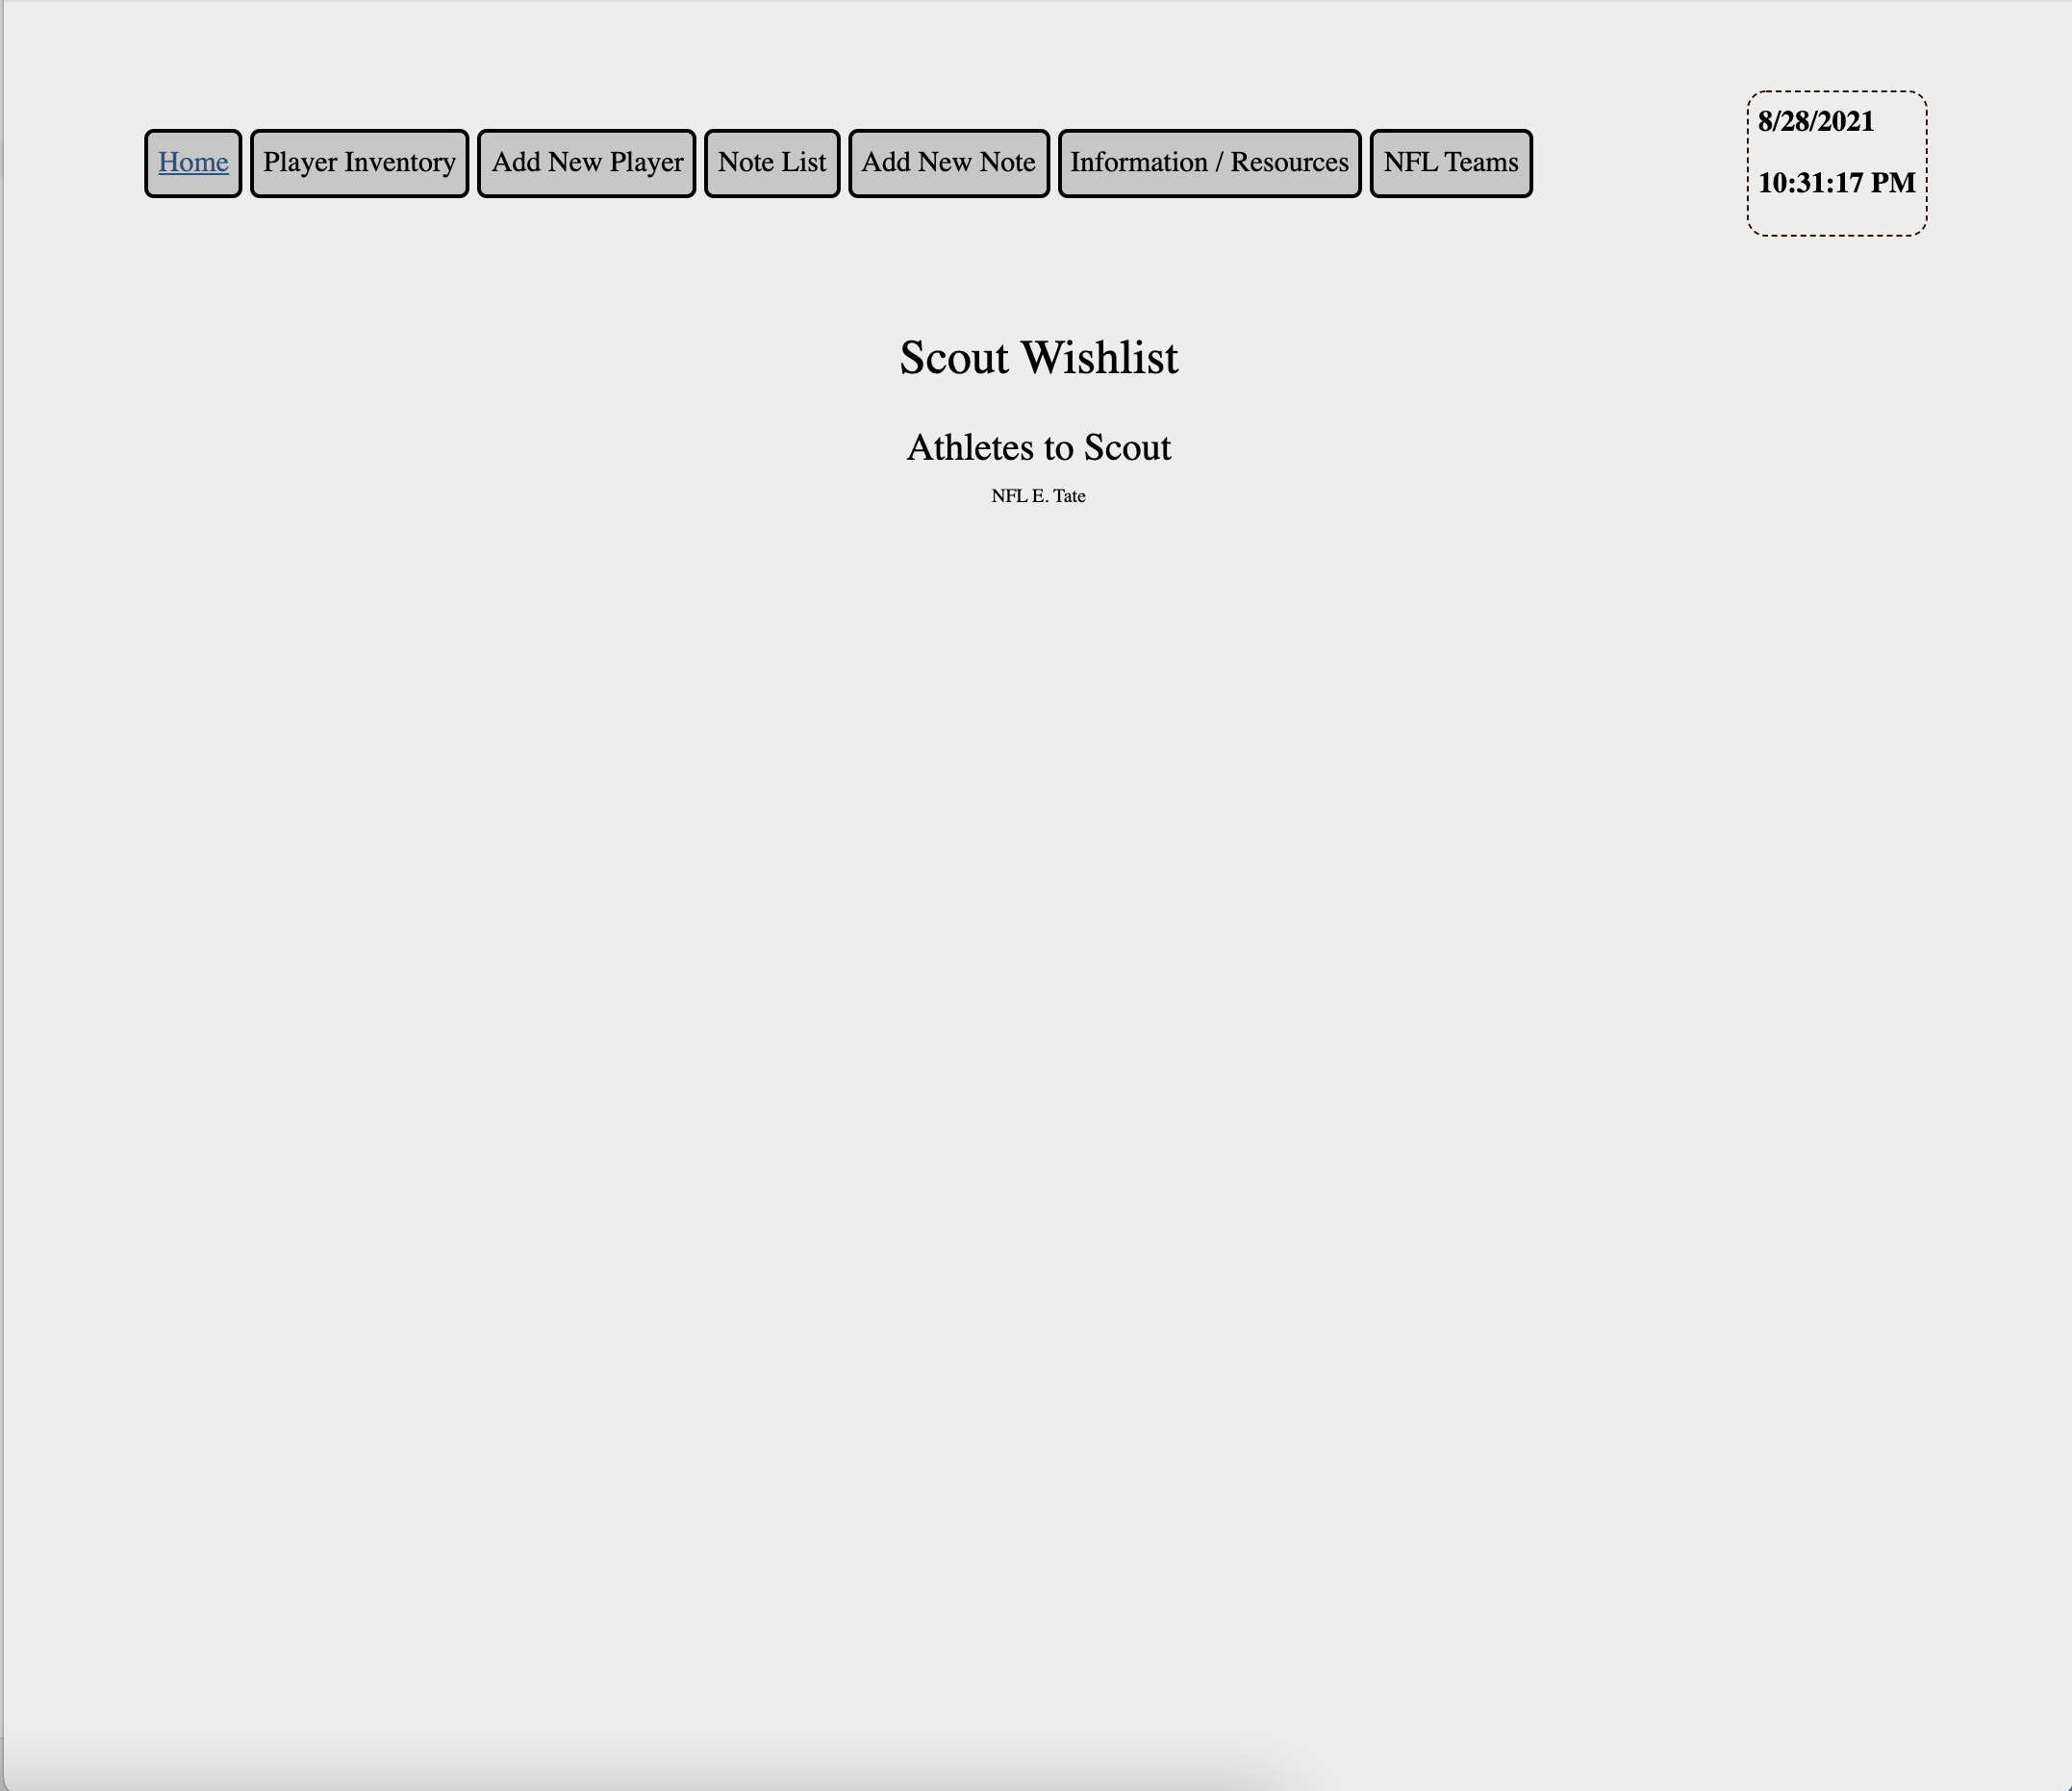 Home Player Inventory Add New Player Note List Add New Note Information / Resources NFL Teams
8/28/2021
10:31:17 PM
Scout Wishlist
Athletes to Scout
NFL E. Tate